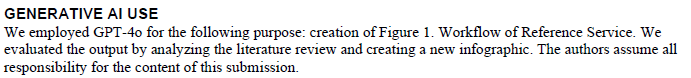 GENERATIVE AI USE
We employed GPT-4o for the following purpose: creation of Figure 1. Workflow of Reference Service. We
evaluated the output by analyzing the literature review and creating a new infographic. The authors assume all
responsibility for the content of this submission.